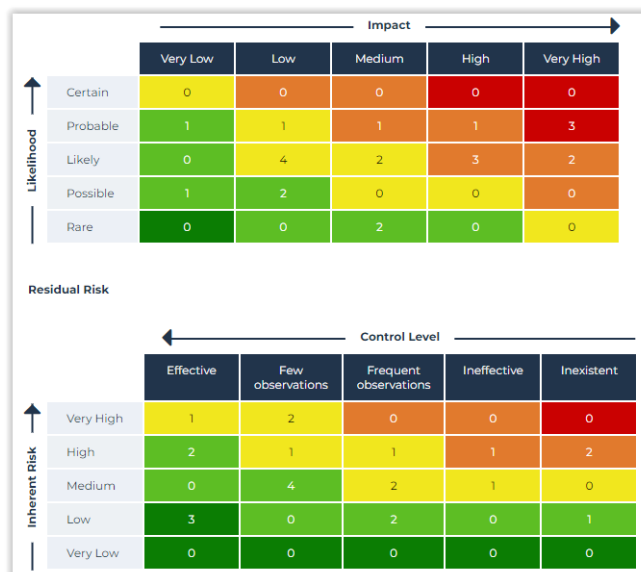 Impact
Very Low Low Medium High Very High
Likelihood
Certain 0 0 0 0 0
Probable 1 1 1 1 3
Likely 0 4 2 3 2
Possible 1 2 0 0 0
Rare 0 0 2 0 0
Residual Risk
Control Level
Effective Few observations Frequent observations Ineffective Inexistent
Inherent Risk
Very High 1 2 0 0 0
High 2 1 1 1 2
Medium 0 4 2 1 0
Low 3 0 2 0 1
Very Low 0 0 0 0 0